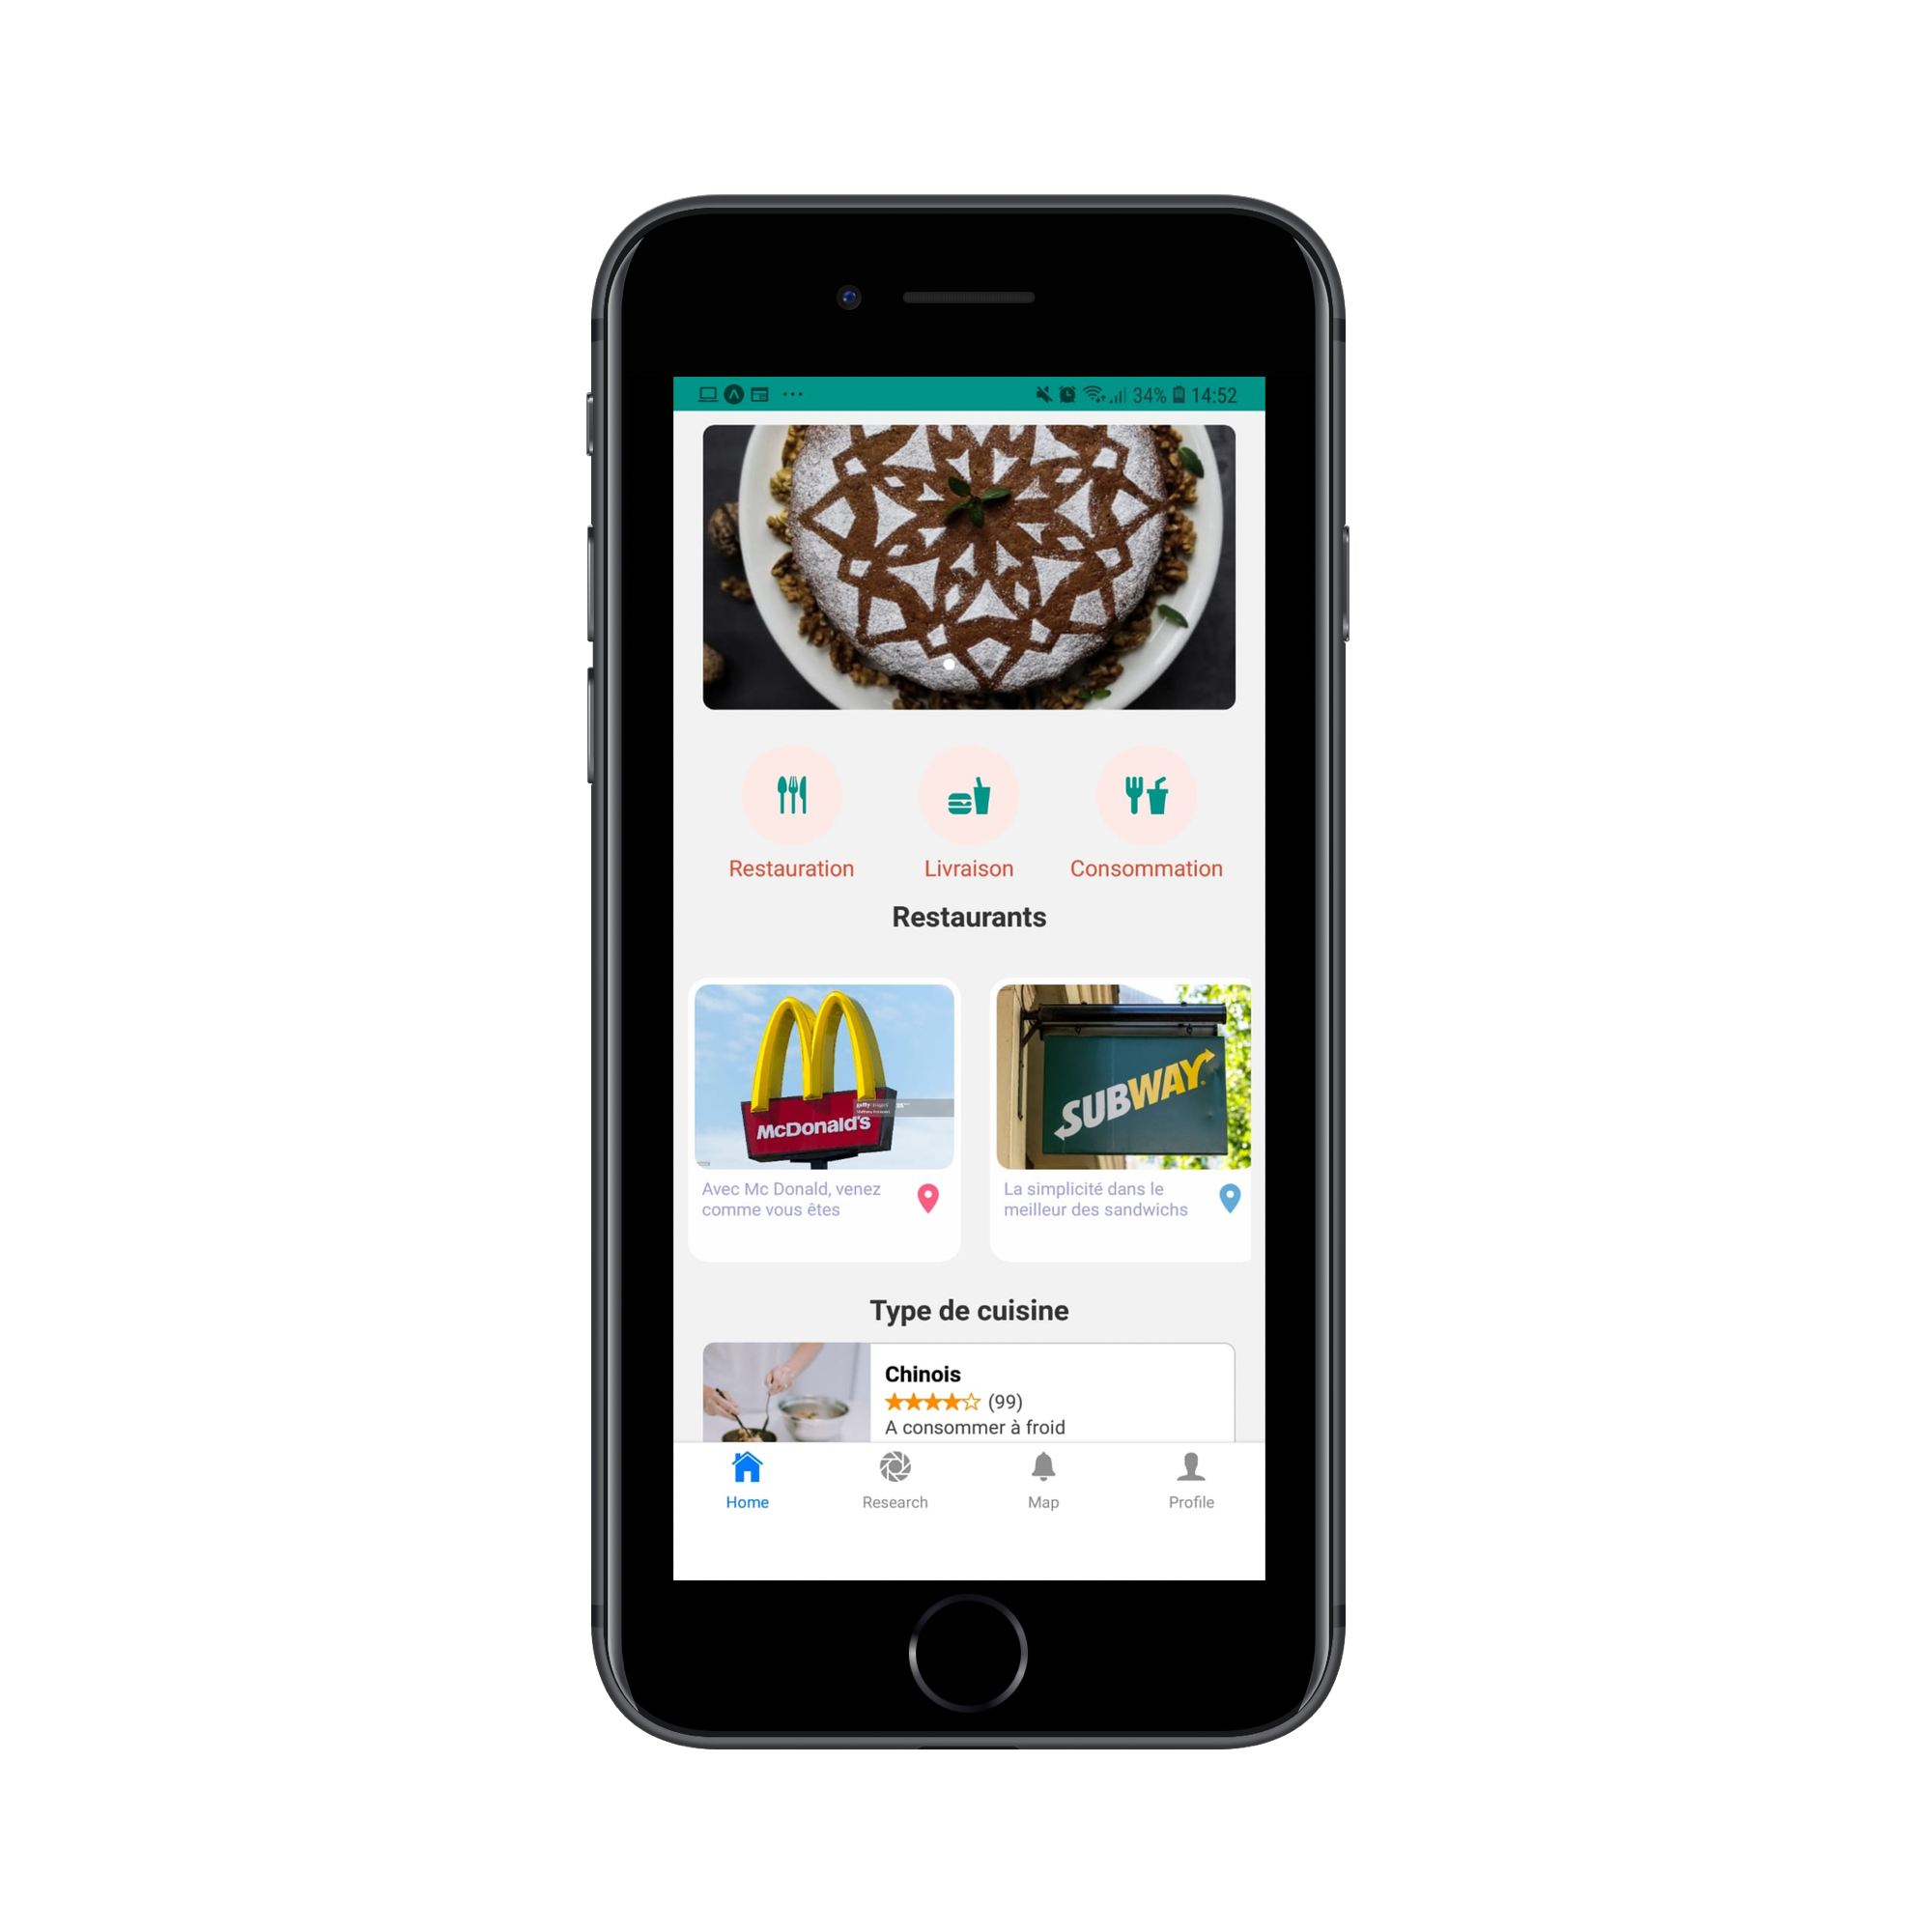 34% 14:52
Restauration Livraison Consommation
Restaurants
McDonald's
SUBWAY
Avec Mc Donald, venez
comme vous êtes
La simplicité dans le
meilleur des sandwichs
Type de cuisine
Chinois
(99)
A consommer à froid
Home Research Map Profile